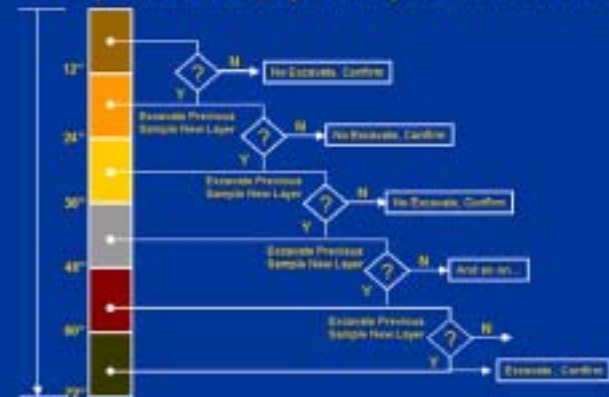 12"
?
N
No Excavate, Confirm
Y
Excavate Previous
Sample New Layer
24"
?
N
No Excavate, Confirm
Y
Excavate Previous
Sample New Layer
36"
?
N
No Excavate, Confirm
Y
Excavate Previous
Sample New Layer
48"
?
N
And so on...
Y
Excavate Previous
Sample New Layer
60"
?
N
Y
Excavate, Confirm
72"